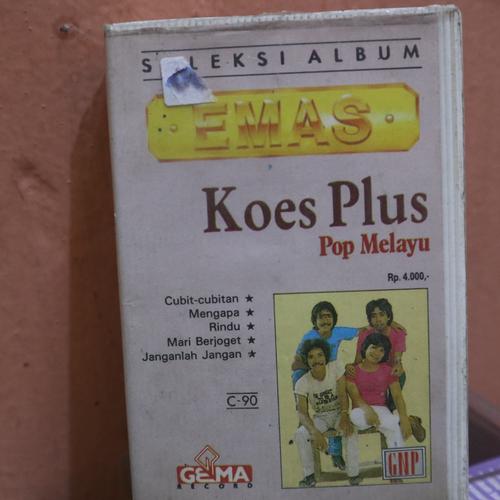 SELEKSI ALBUM
EMAS
Koes Plus
Pop Melayu
Rp. 4.000,-
Cubit-cubitan ★
Mengapa ★
Rindu ★
Mari Berjoget ★
Janganlah Jangan ★
C-90
GEMA
RECORD
GNP